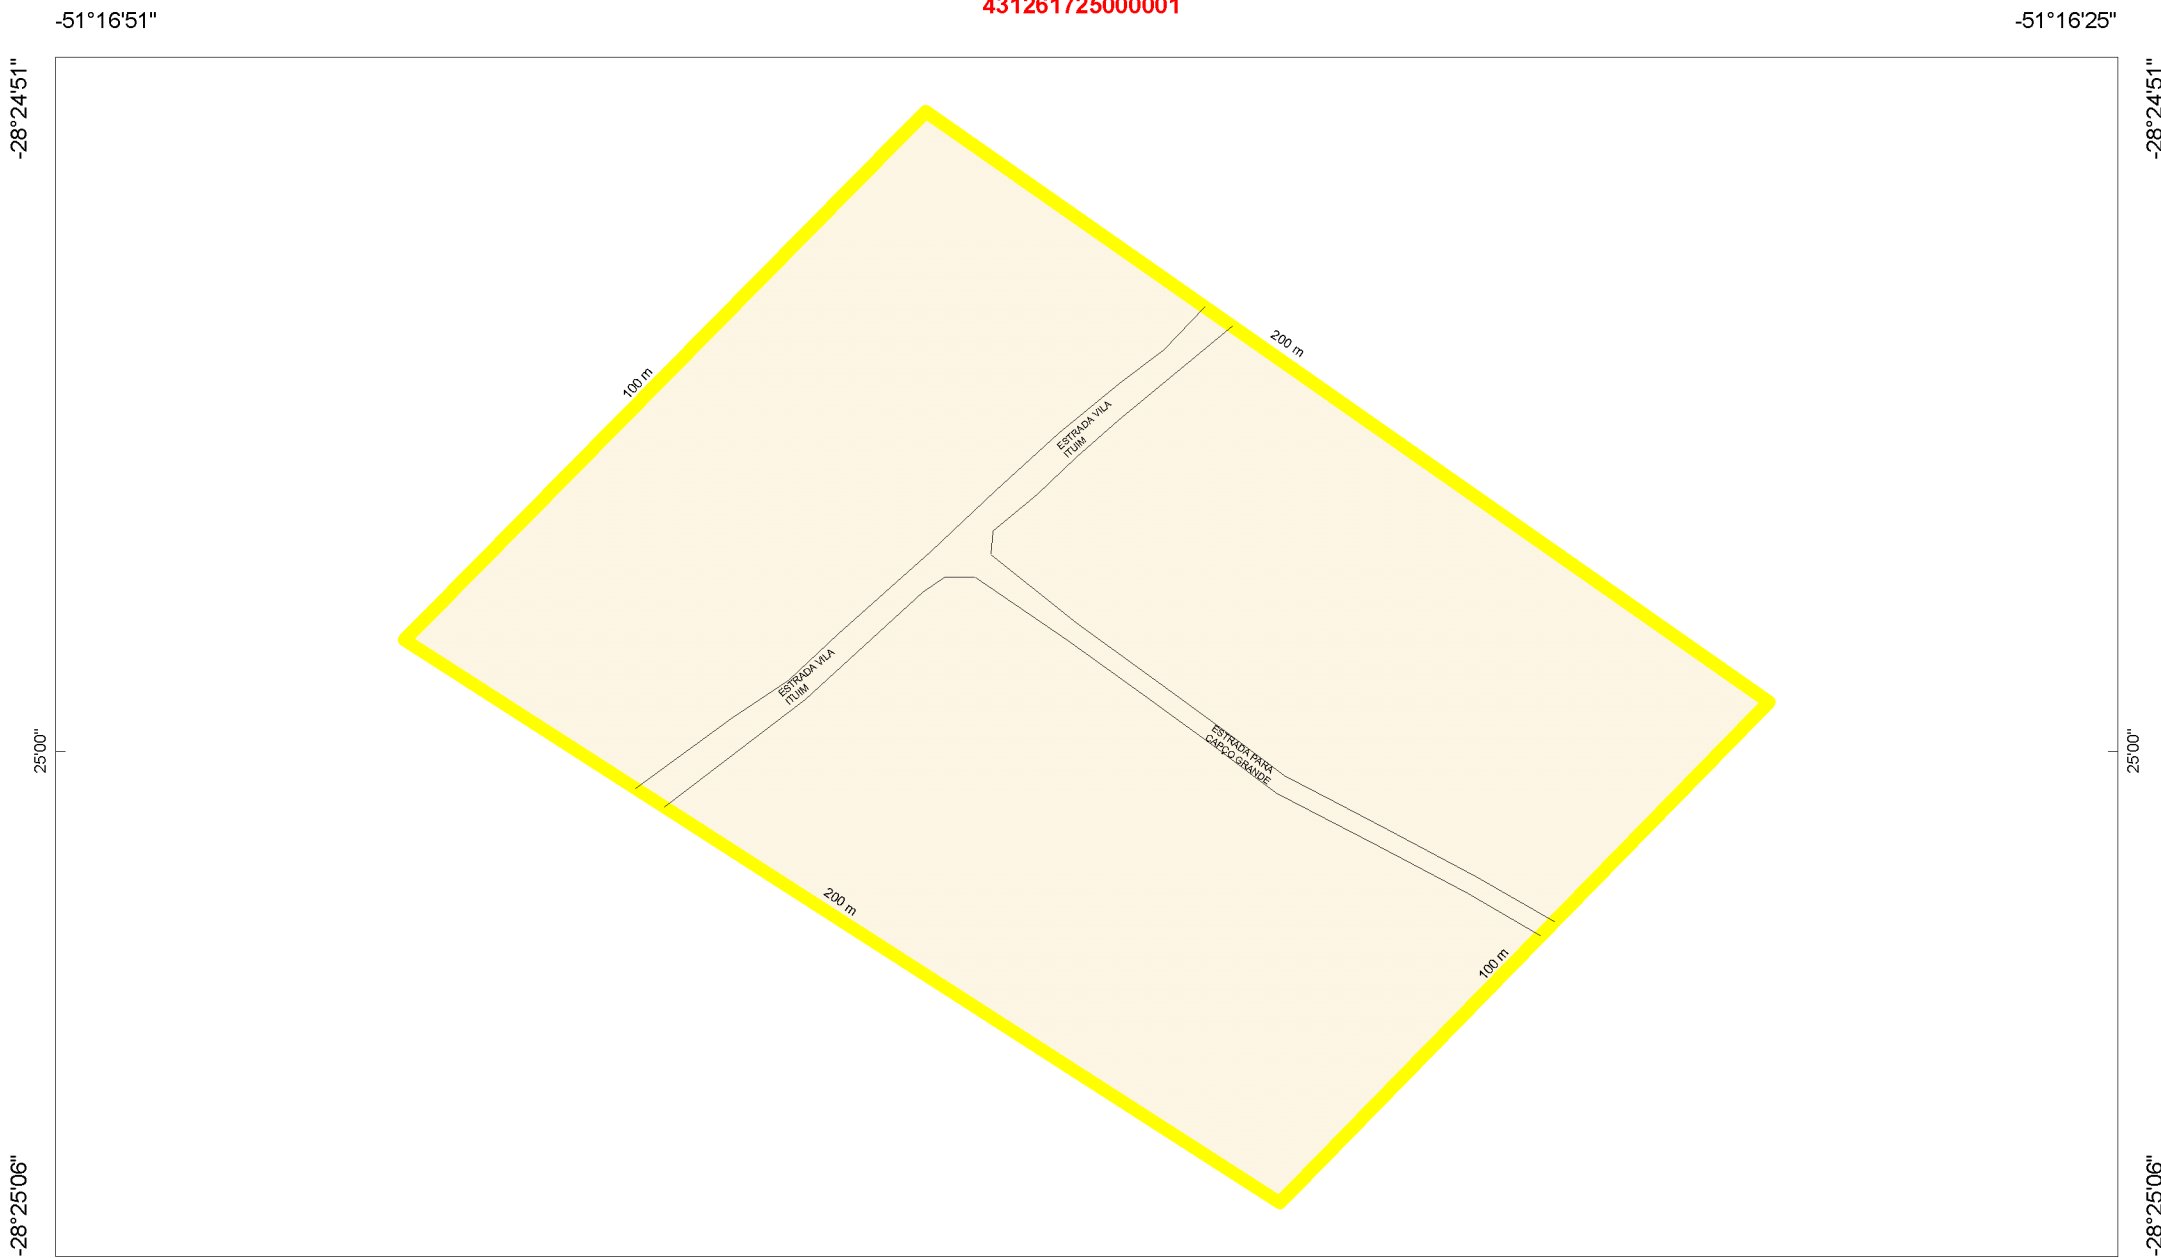 431261725000001
-51°16'51"
-51°16'25"
-28°24'51"
-28°24'51"
200 m
100 m
ESTRADA VILA
ITUIM
ESTRADA VILA
ITUIM
ESTRADA PARA
CAPÇO GRANDE
25'00"
25'00"
200 m
100 m
-28°25'06"
-28°25'06"